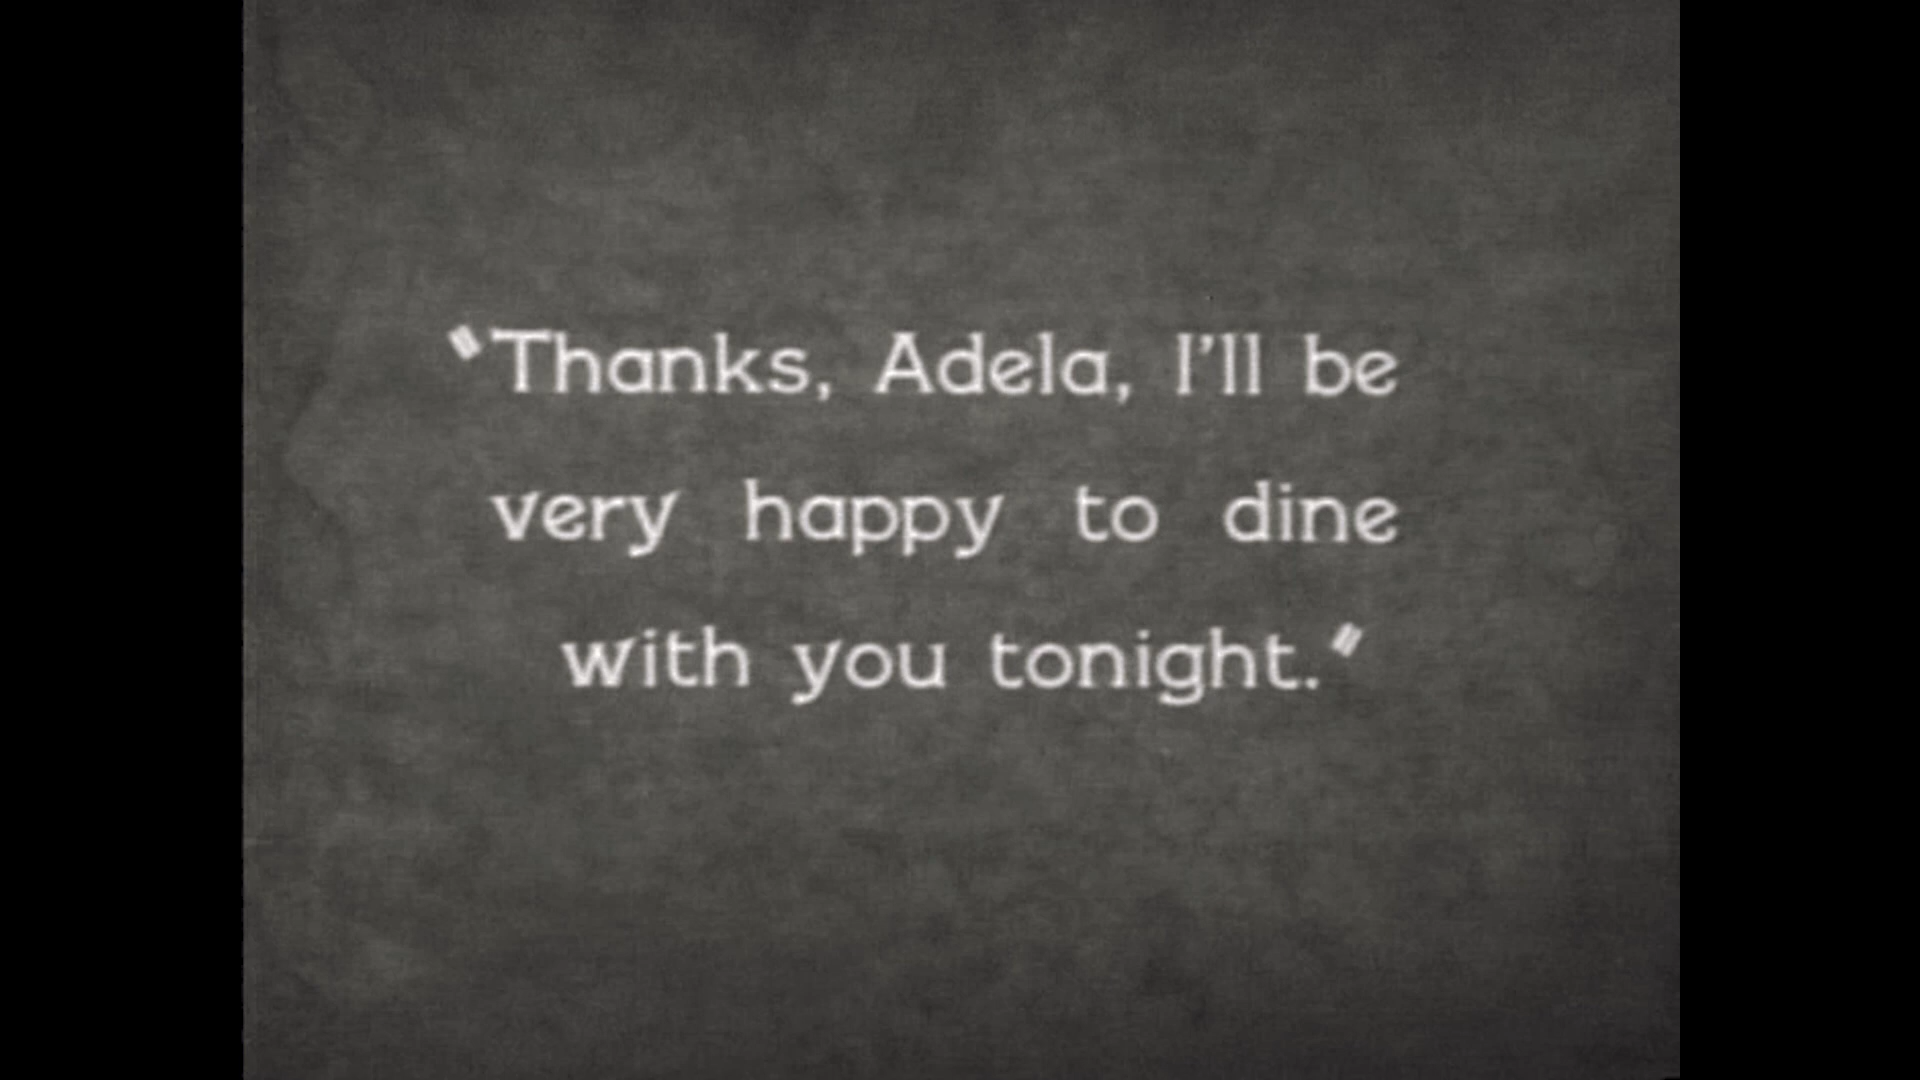 "Thanks, Adela, I'll be
very happy to dine
with you tonight."